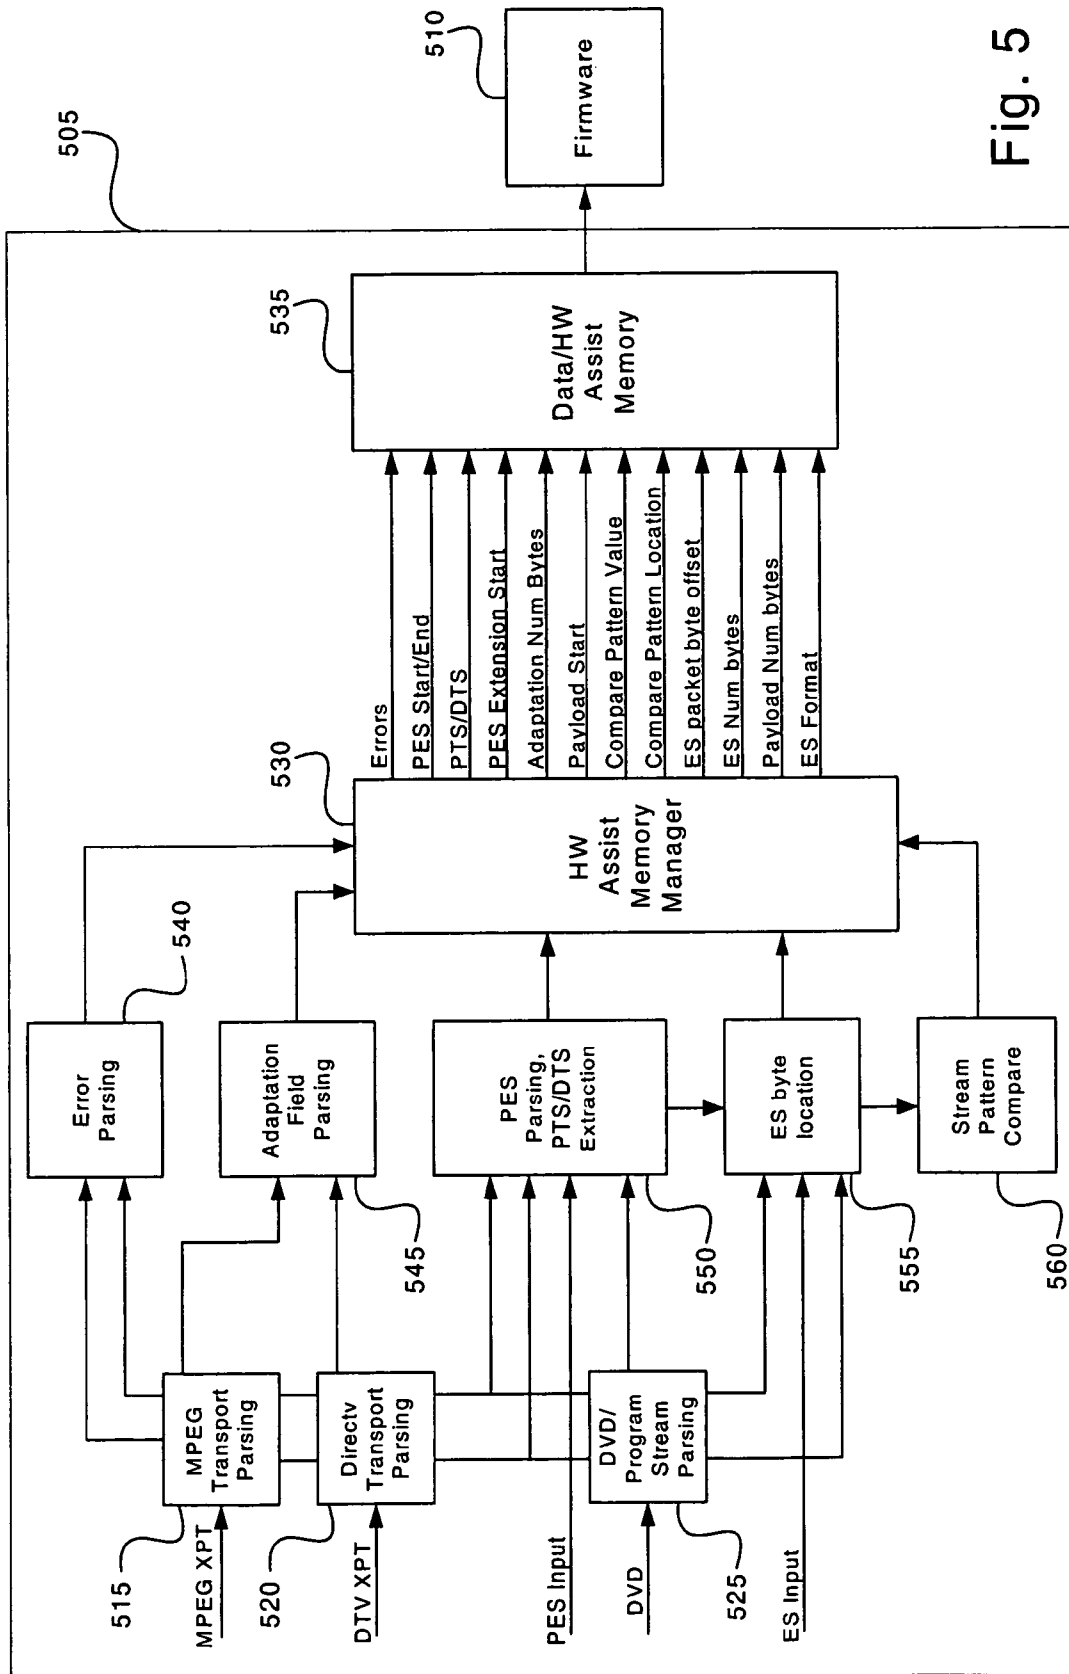 515
MPEG XPT
MPEG
Transport
Parsing
520
DTV XPT
Directv
Transport
Parsing
PES Input
DVD
DVD/
Program
Stream
Parsing
525
ES Input
Error
Parsing
540
Adaptation
Field
Parsing
545
PES
Parsing,
PTS/DTS
Extraction
550
ES byte
location
555
Stream
Pattern
Compare
560
530
HW
Assist
Memory
Manager
Errors
PES Start/End
PTS/DTS
PES Extension Start
Adaptation Num Bytes
Payload Start
Compare Pattern Value
Compare Pattern Location
ES packet byte offset
ES Num bytes
Payload Num bytes
ES Format
535
Data/HW
Assist
Memory
505
510
Firmware
Fig. 5